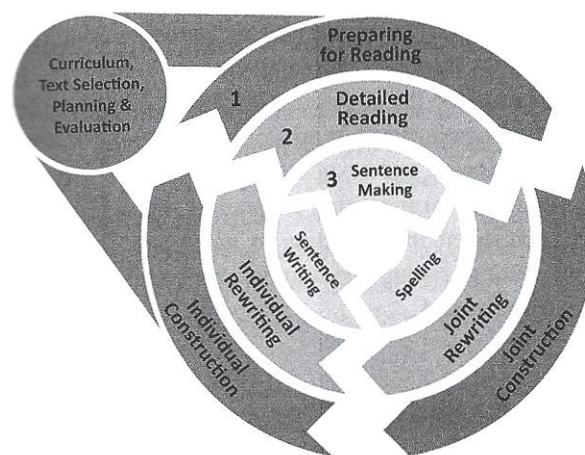 Curriculum,
Text Selection,
Planning &
Evaluation
Preparing
for Reading
1
Detailed
Reading
2
3
Sentence
Making
Spelling
Sentence
Writing
Joint
Rewriting
Individual
Rewriting
Joint
Construction
Individual
Construction